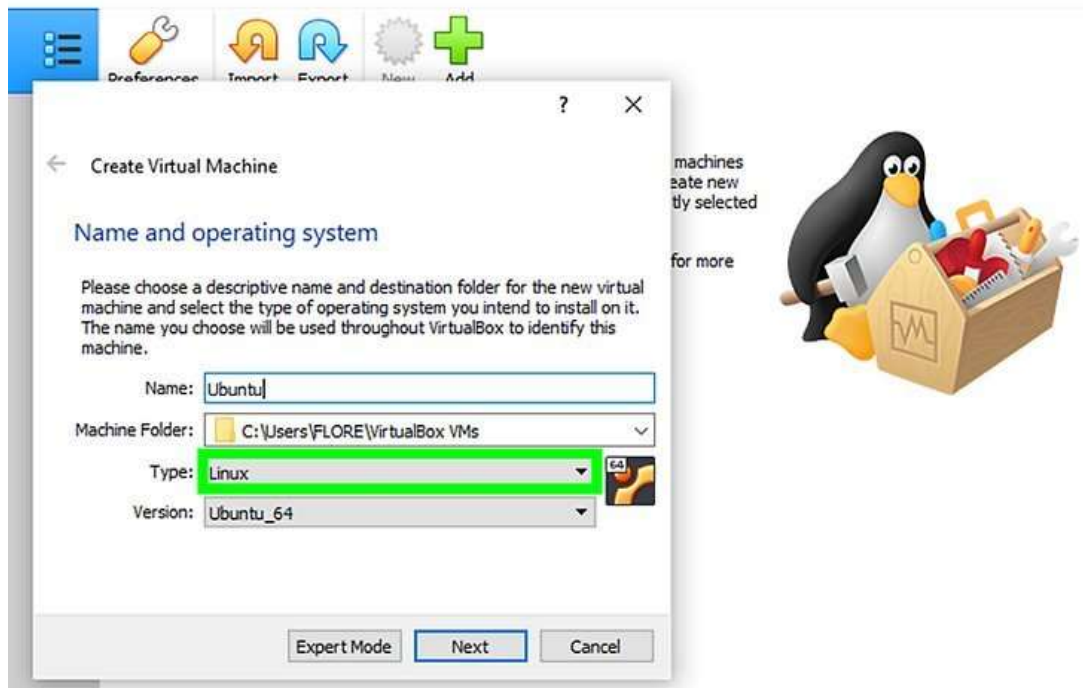 Preferences Import Export New Add
? ×
Create Virtual Machine
machines
eate new
tly selected
for more
Name and operating system
Please choose a descriptive name and destination folder for the new virtual
machine and select the type of operating system you intend to install on it.
The name you choose will be used throughout VirtualBox to identify this
machine.
Name: Ubuntu
Machine Folder: C:\Users\FLORE\VirtualBox VMs
Type: Linux
64
Version: Ubuntu_64
Expert Mode Next Cancel